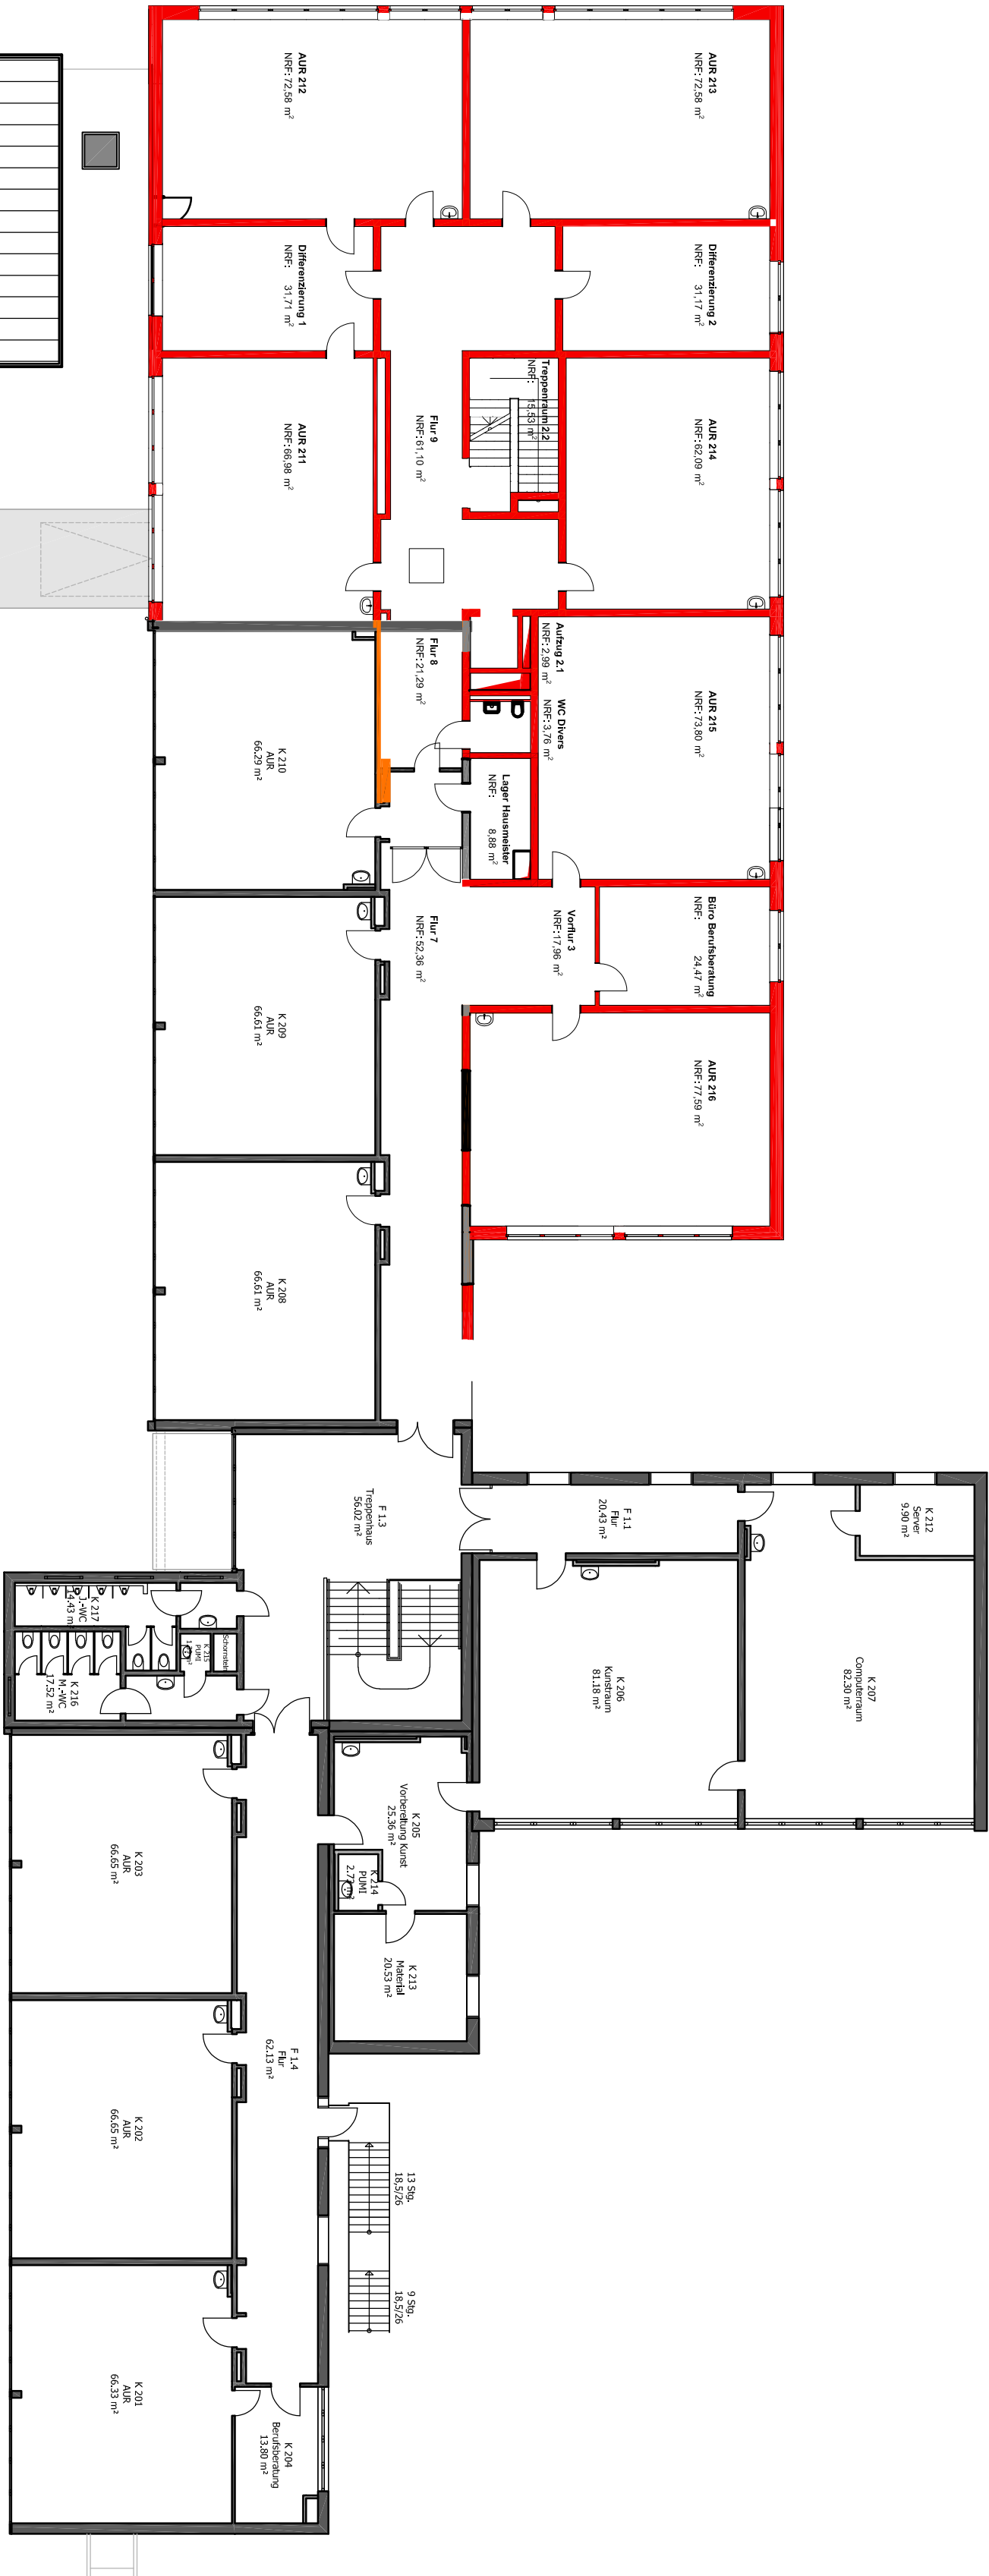 AUR 212
NRF: 72,58 m²
AUR 213
NRF: 72,58 m²
Differenzierung 1
NRF: 31,71 m²
Differenzierung 2
NRF: 31,17 m²
Treppenraum 2.2
NRF: 15,53 m²
AUR 211
NRF: 66,98 m²
Flur 9
NRF: 61,10 m²
AUR 214
NRF: 62,09 m²
Flur 8
NRF: 21,29 m²
Aufzug 2.1
NRF: 2,99 m²
WC Divers
NRF: 3,76 m²
AUR 215
NRF: 73,80 m²
K 210
AUR
66.29 m²
Lager Hausmeister
NRF: 8,88 m²
Flur 7
NRF: 52,36 m²
Vorflur 3
NRF: 17,96 m²
Büro Berufsberatung
NRF: 24,47 m²
K 209
AUR
66.61 m²
AUR 216
NRF: 77,59 m²
K 208
AUR
66.61 m²
F 1.3
Treppenhaus
56.02 m²
F 1.1
Flur
20.43 m²
K 212
Server
9.90 m²
K 217
J.-WC
K 215
PUMI
Schornstein
K 216
M.-WC
17.52 m²
K 206
Kunstraum
81.18 m²
K 207
Computerraum
82.30 m²
K 205
Vorbereitung Kunst
25.36 m²
K 214
PUMI
K 213
Material
20.53 m²
K 203
AUR
66.65 m²
F 1.4
Flur
62.13 m²
K 202
AUR
66.65 m²
13 Stg.
18,5/26
9 Stg.
18,5/26
K 201
AUR
66.33 m²
K 204
Berufsberatung
13.80 m²